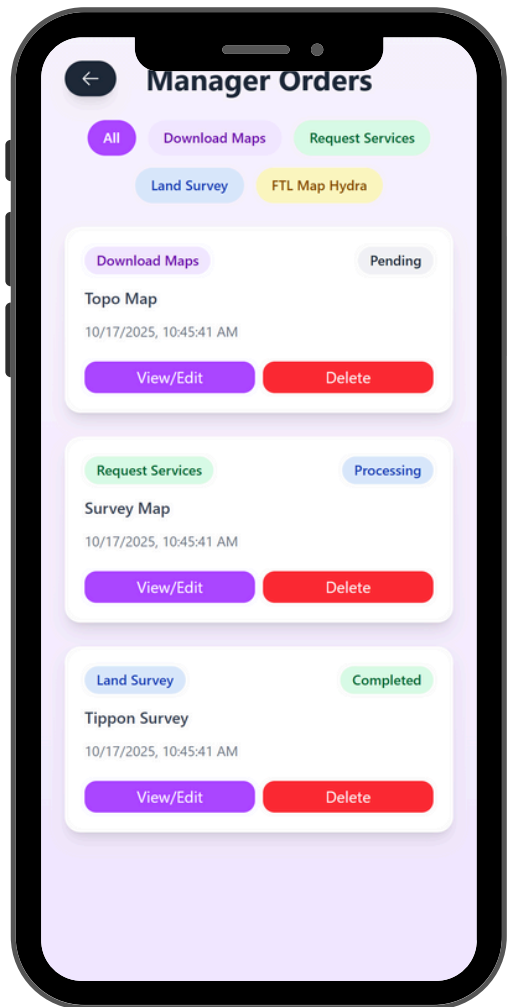 Manager Orders
All Download Maps Request Services
Land Survey FTL Map Hydra
Download Maps Pending
Topo Map
10/17/2025, 10:45:41 AM
View/Edit Delete
Request Services Processing
Survey Map
10/17/2025, 10:45:41 AM
View/Edit Delete
Land Survey Completed
Tippon Survey
10/17/2025, 10:45:41 AM
View/Edit Delete